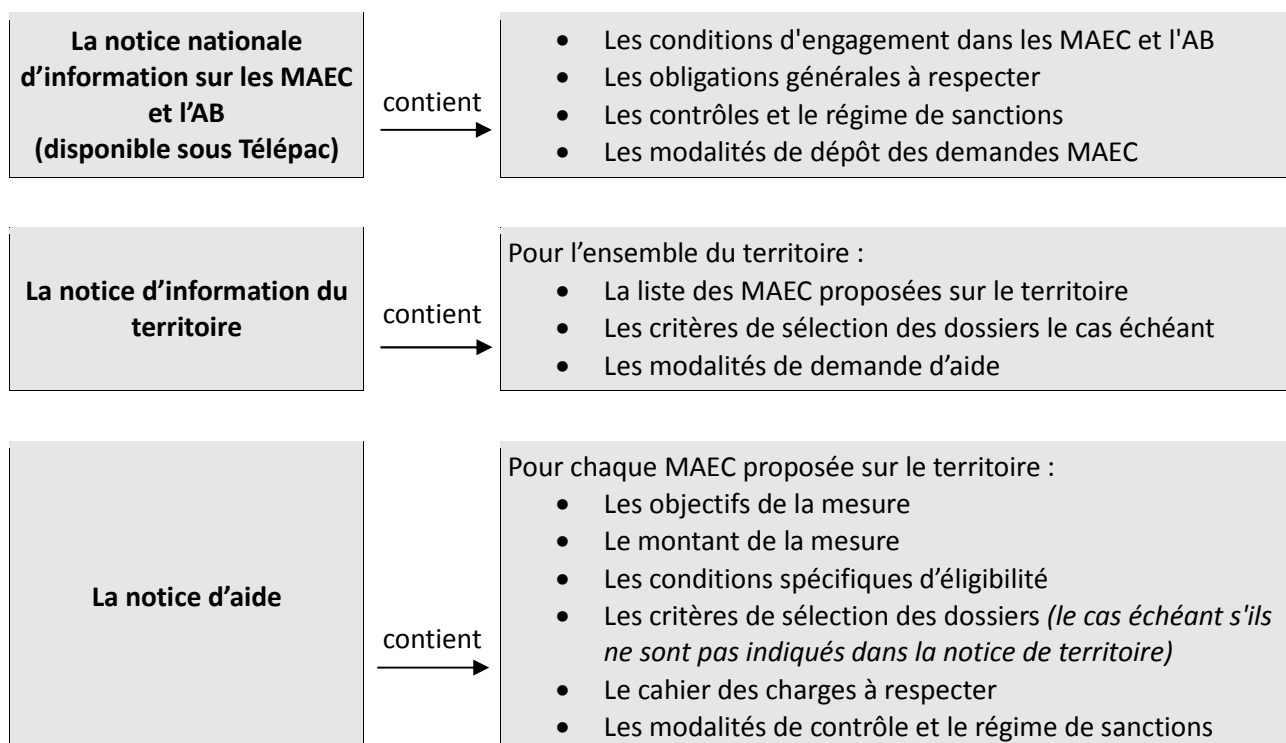 La notice nationale
d’information sur les MAEC
et l’AB
(disponible sous Télépac)
contient
• Les conditions d'engagement dans les MAEC et l'AB
• Les obligations générales à respecter
• Les contrôles et le régime de sanctions
• Les modalités de dépôt des demandes MAEC
La notice d’information du
territoire
contient
Pour l’ensemble du territoire :
• La liste des MAEC proposées sur le territoire
• Les critères de sélection des dossiers le cas échéant
• Les modalités de demande d’aide
La notice d’aide
contient
Pour chaque MAEC proposée sur le territoire :
• Les objectifs de la mesure
• Le montant de la mesure
• Les conditions spécifiques d’éligibilité
• Les critères de sélection des dossiers (le cas échéant s'ils
ne sont pas indiqués dans la notice de territoire)
• Le cahier des charges à respecter
• Les modalités de contrôle et le régime de sanctions